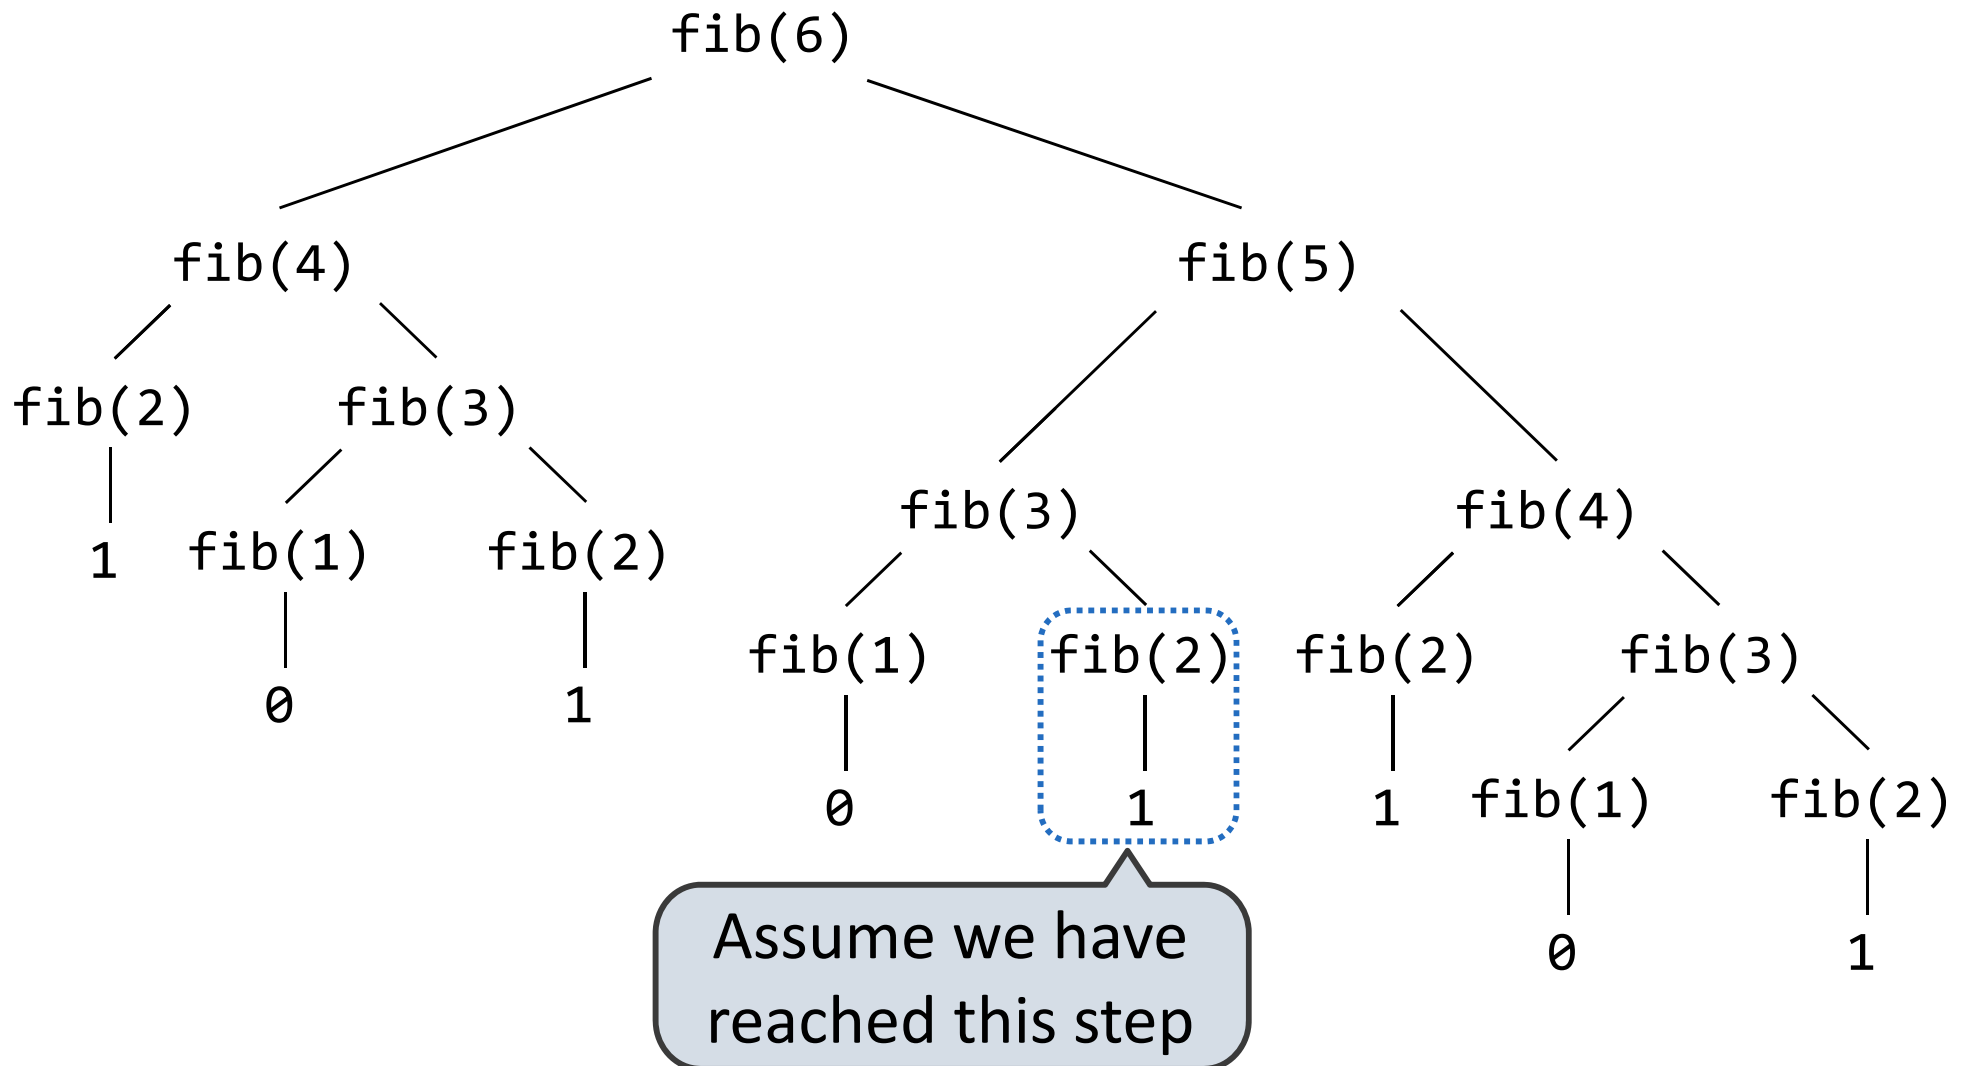 fib(6)
fib(4) fib(5)
fib(2) fib(3)
fib(3) fib(4)
1 fib(1) fib(2)
fib(1) fib(2) fib(2) fib(3)
0 1
0 1 1 fib(1) fib(2)
Assume we have
0 1
reached this step